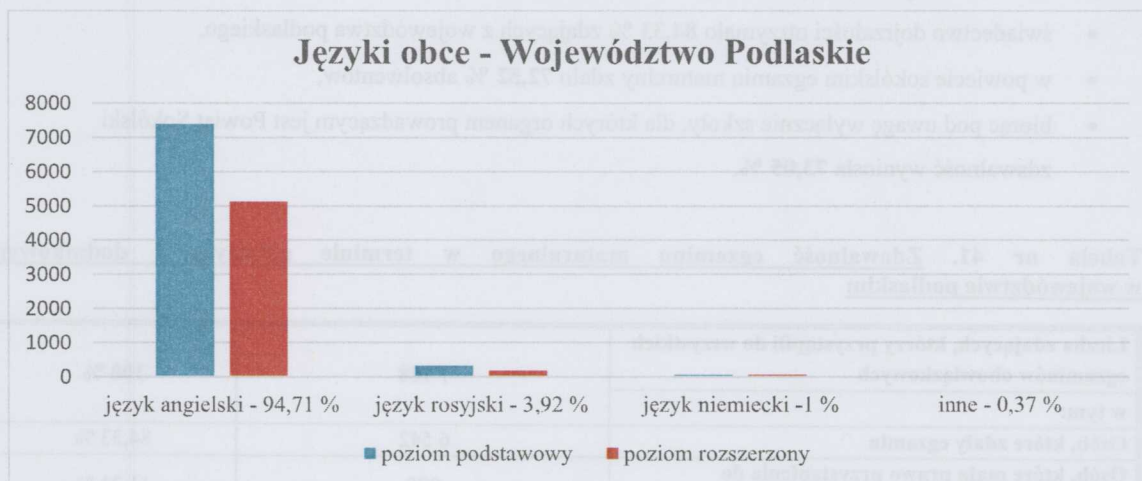 Języki obce - Województwo Podlaskie
8000
7000
6000
5000
4000
3000
2000
1000
0
język angielski - 94,71 %
język rosyjski - 3,92 %
język niemiecki -1 %
inne - 0,37 %
poziom podstawowy
poziom rozszerzony